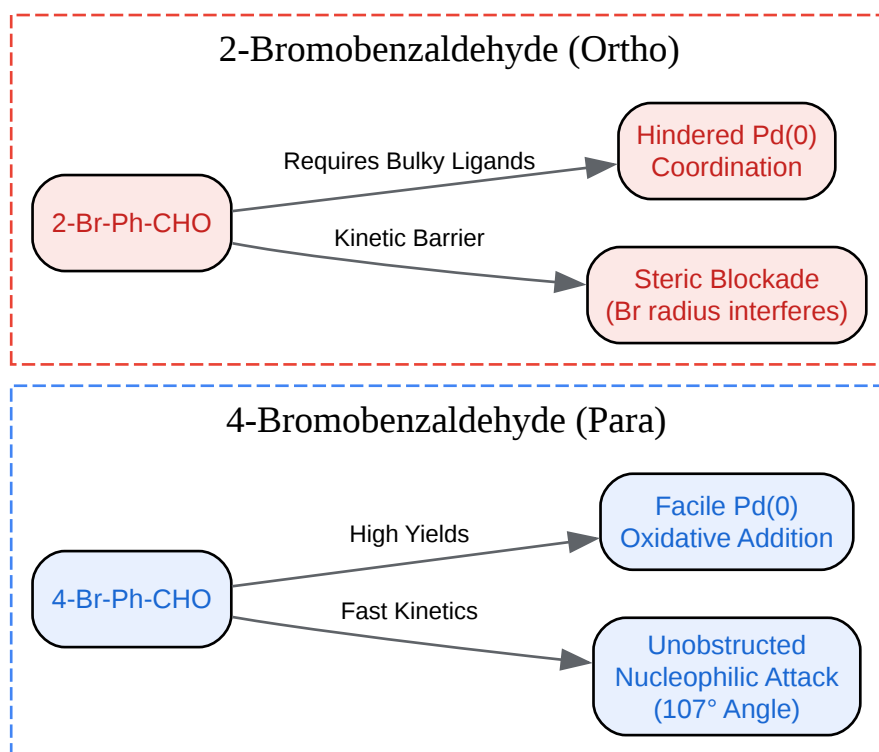 2-Bromobenzaldehyde (Ortho)
2-Br-Ph-CHO
Requires Bulky Ligands
Hindered Pd(0)
Coordination
Kinetic Barrier
Steric Blockade
(Br radius interferes)
4-Bromobenzaldehyde (Para)
4-Br-Ph-CHO
High Yields
Facile Pd(0)
Oxidative Addition
Fast Kinetics
Unobstructed
Nucleophilic Attack
(107° Angle)